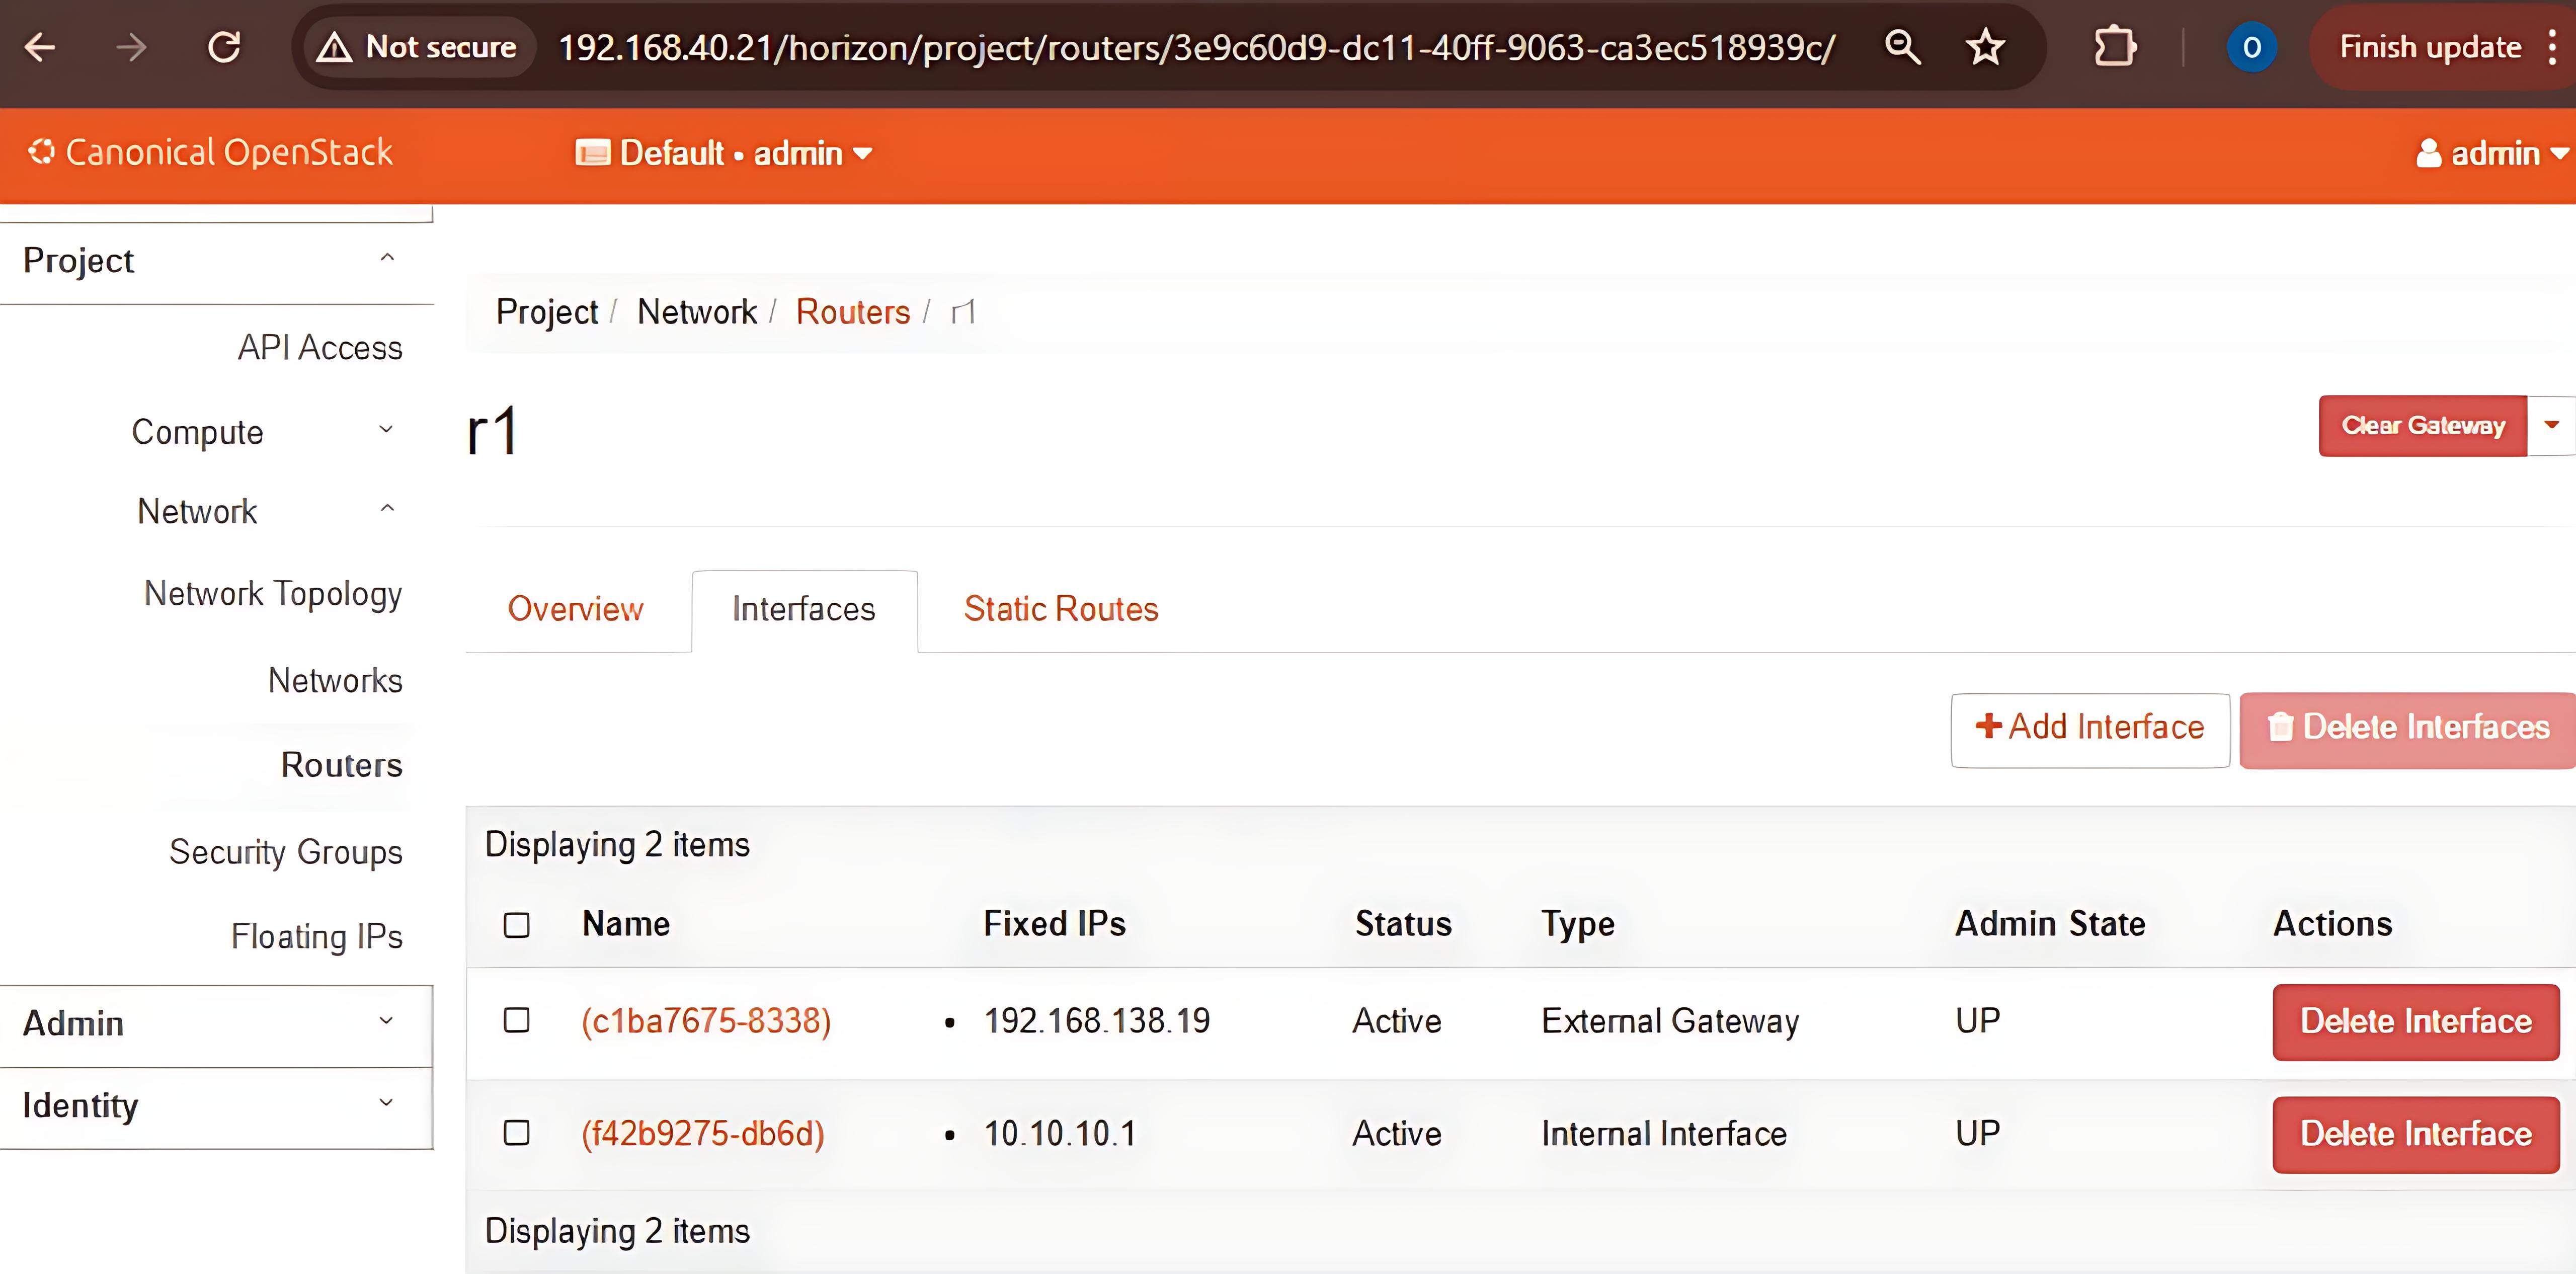 Not secure 192.168.40.21/horizon/project/routers/3e9c60d9-dc11-40ff-9063-ca3ec518939c/ O Finish update
Canonical OpenStack Default • admin admin
Project
API Access
Compute
Network
Network Topology
Networks
Routers
Security Groups
Floating IPs
Admin
Identity
Project / Network / Routers / r1
r1 Clear Gateway
Overview Interfaces Static Routes
Add Interface Delete Interfaces
Displaying 2 items
Name Fixed IPs Status Type Admin State Actions
(c1ba7675-8338) • 192.168.138.19 Active External Gateway UP Delete Interface
(f42b9275-db6d) • 10.10.10.1 Active Internal Interface UP Delete Interface
Displaying 2 items